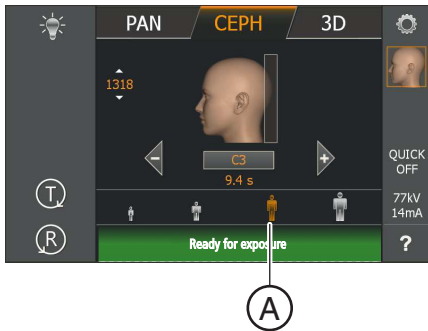 PAN
CEPH
3D
1318
C3
9.4 s
QUICK
OFF
77kV
14mA
T
R
Ready for exposure
?
A